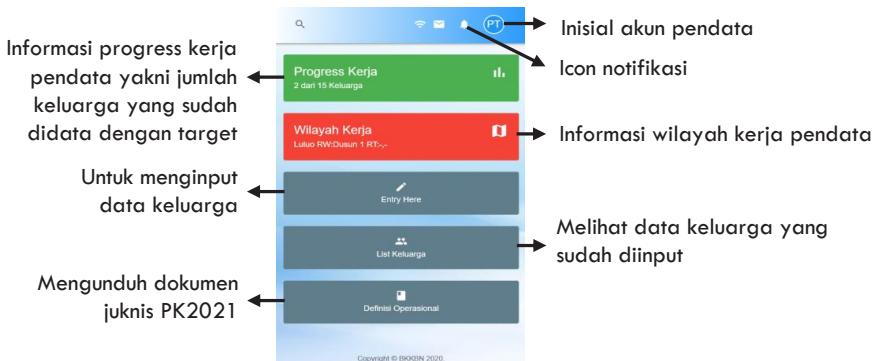 PT
Inisial akun pendata
Icon notifikasi
Informasi progress kerja
pendata yakni jumlah
keluarga yang sudah
didata dengan target
Progress Kerja
2 dari 15 Keluarga
Wilayah Kerja
Luluo RW:Dusun 1 RT:-,-
Informasi wilayah kerja pendata
Untuk menginput
data keluarga
Entry Here
List Keluarga
Melihat data keluarga yang
sudah diinput
Mengunduh dokumen
juknis PK2021
Definisi Operasional
Copyright © BKKBN 2020.